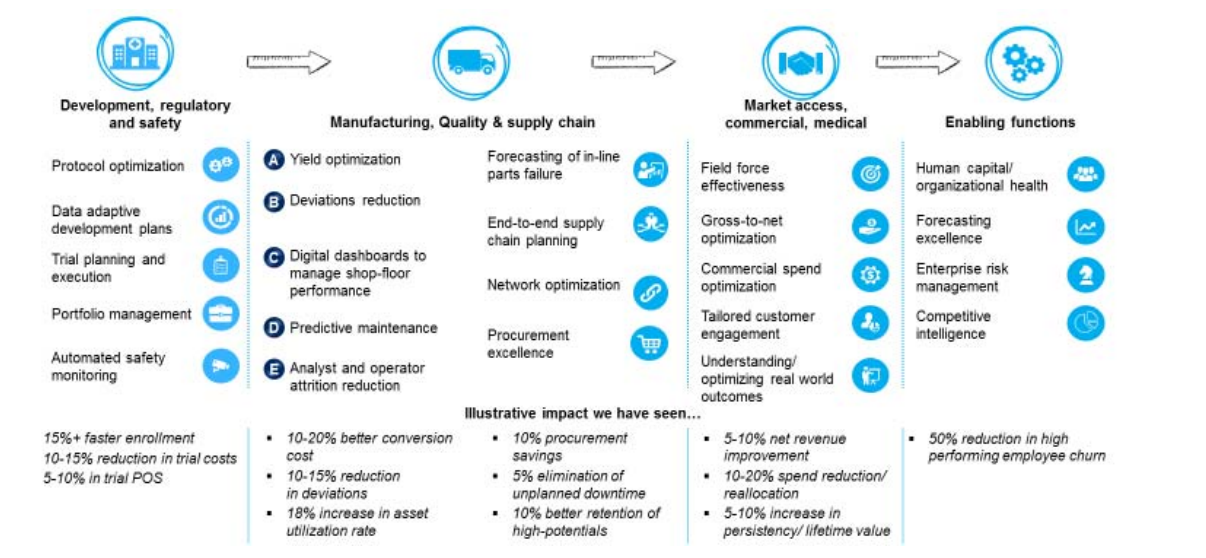 Development, regulatory
and safety
Manufacturing, Quality & supply chain
Market access,
commercial, medical
Enabling functions
Protocol optimization
Data adaptive
development plans
Trial planning and
execution
Portfolio management
Automated safety
monitoring
A Yield optimization
B Deviations reduction
C Digital dashboards to
manage shop-floor
performance
D Predictive maintenance
E Analyst and operator
attrition reduction
Forecasting of in-line
parts failure
End-to-end supply
chain planning
Network optimization
Procurement
excellence
Field force
effectiveness
Gross-to-net
optimization
Commercial spend
optimization
Tailored customer
engagement
Understanding/
optimizing real world
outcomes
Human capital/
organizational health
Forecasting
excellence
Enterprise risk
management
Competitive
intelligence
Illustrative impact we have seen…
15%+ faster enrollment
10-15% reduction in trial costs
5-10% in trial POS
▪ 10-20% better conversion
cost
▪ 10-15% reduction
in deviations
▪ 18% increase in asset
utilization rate
▪ 10% procurement
savings
▪ 5% elimination of
unplanned downtime
▪ 10% better retention of
high-potentials
▪ 5-10% net revenue
improvement
▪ 10-20% spend reduction/
reallocation
▪ 5-10% increase in
persistency/ lifetime value
▪ 50% reduction in high
performing employee churn